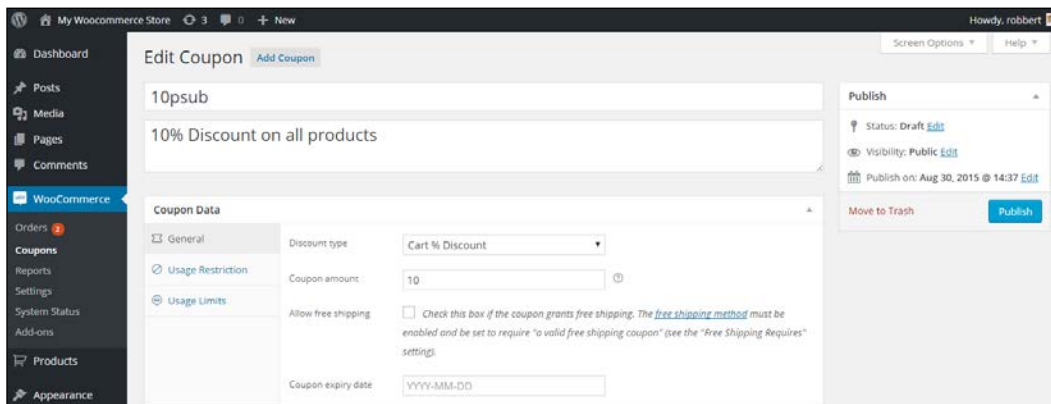 My Woocommerce Store 3 0 + New
Howdy, robbert
Screen Options Help
Dashboard
Posts
Media
Pages
Comments
WooCommerce
Orders 2
Coupons
Reports
Settings
System Status
Add-ons
Products
Appearance
Edit Coupon Add Coupon
10psub
10% Discount on all products
Coupon Data
General
Usage Restriction
Usage Limits
Discount type Cart % Discount
Coupon amount 10
Allow free shipping Check this box if the coupon grants free shipping. The free shipping method must be
enabled and be set to require "a valid free shipping coupon" (see the "Free Shipping Requires"
setting).
Coupon expiry date YYYY-MM-DD
Publish
Status: Draft Edit
Visibility: Public Edit
Publish on: Aug 30, 2015 @ 14:37 Edit
Move to Trash Publish